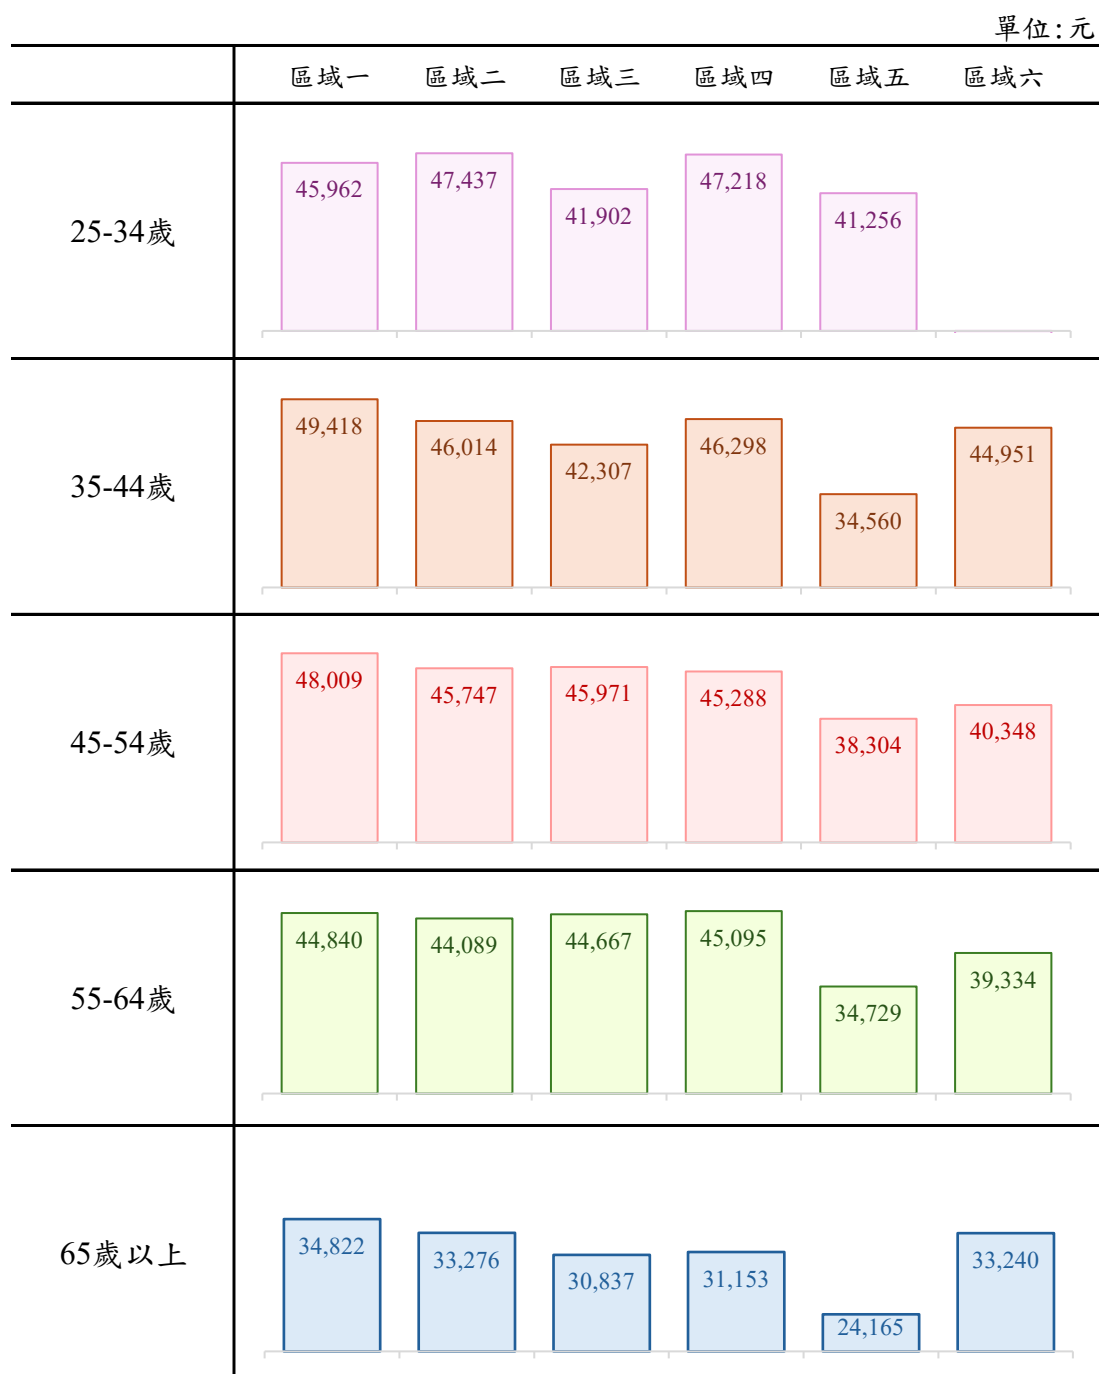 單位:元
區域一 區域二 區域三 區域四 區域五 區域六
25-34歲 45,962 47,437 41,902 47,218 41,256
35-44歲 49,418 46,014 42,307 46,298 34,560 44,951
45-54歲 48,009 45,747 45,971 45,288 38,304 40,348
55-64歲 44,840 44,089 44,667 45,095 34,729 39,334
65歲以上 34,822 33,276 30,837 31,153 24,165 33,240